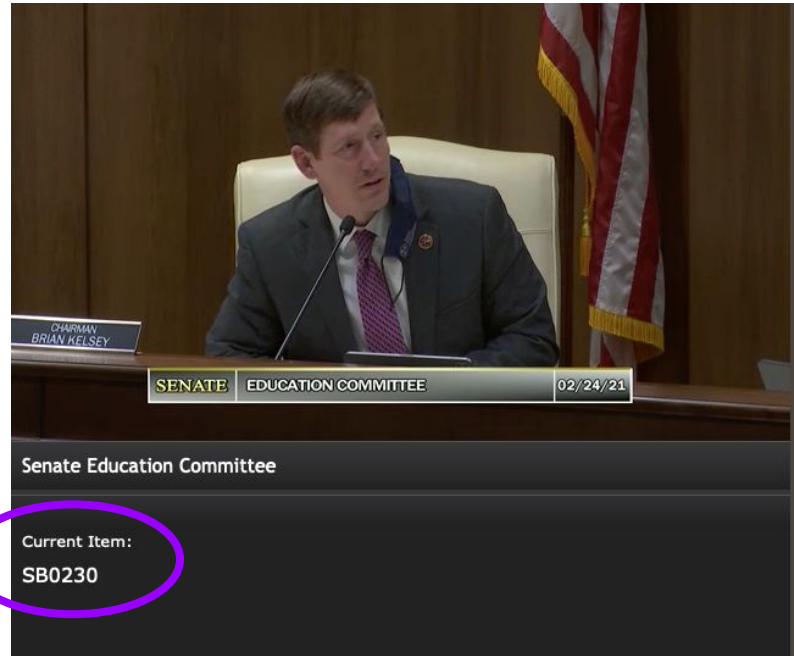 CHAIRMAN
BRIAN KELSEY
SENATE EDUCATION COMMITTEE 02/24/21
Senate Education Committee
Current Item:
SB0230